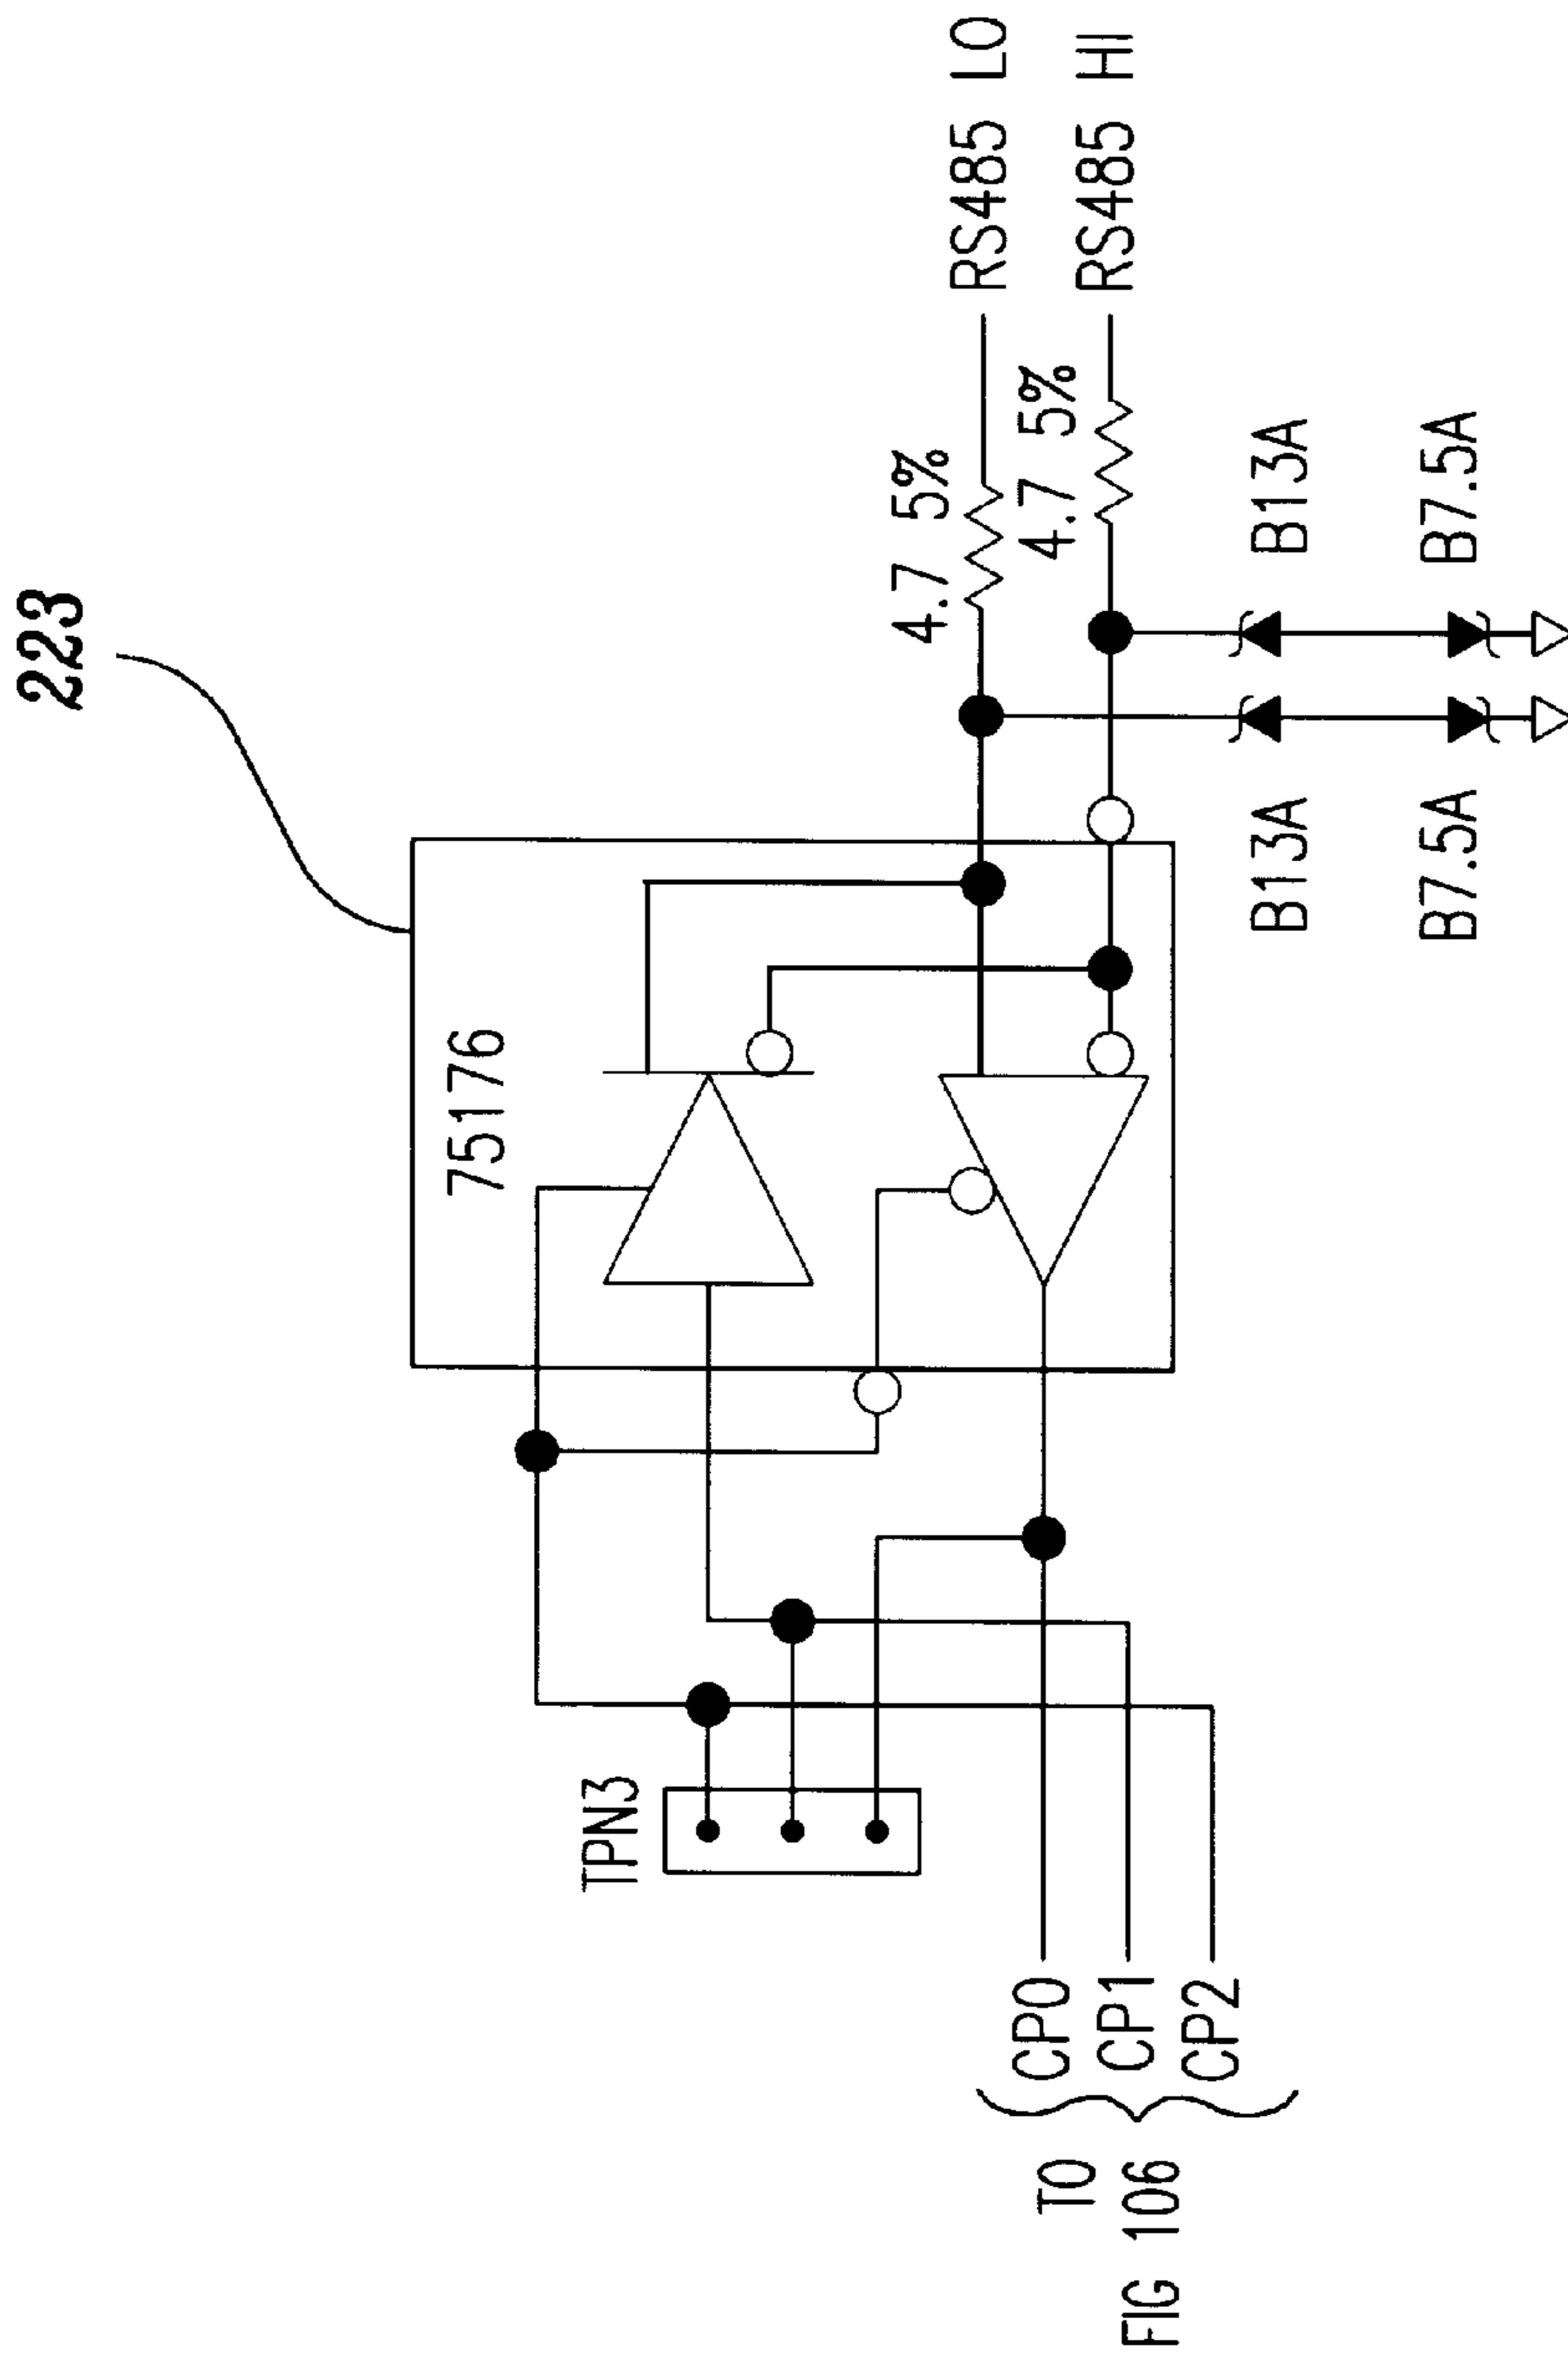 223
75176
RS485 LO
RS485 HI
4.7 5%
4.7 5%
B13A
B7.5A
B13A
B7.5A
TPN3
CP0
CP1
CP2
TO
FIG 106